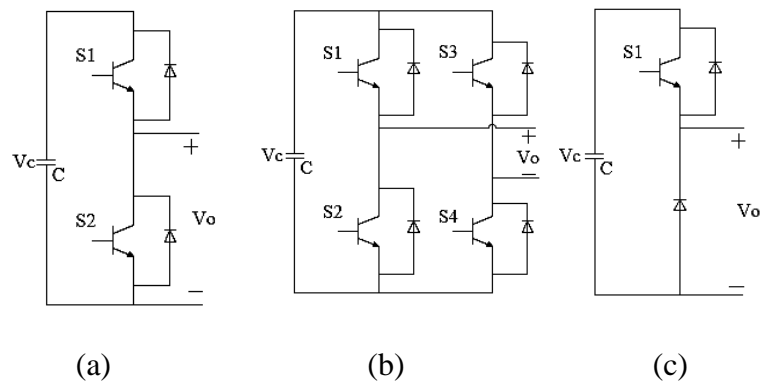 S1
S2
Vc
C
+
Vo
−
(a)
S1
S3
S2
S4
Vc
C
+
Vo
−
(b)
S1
Vc
C
+
Vo
−
(c)